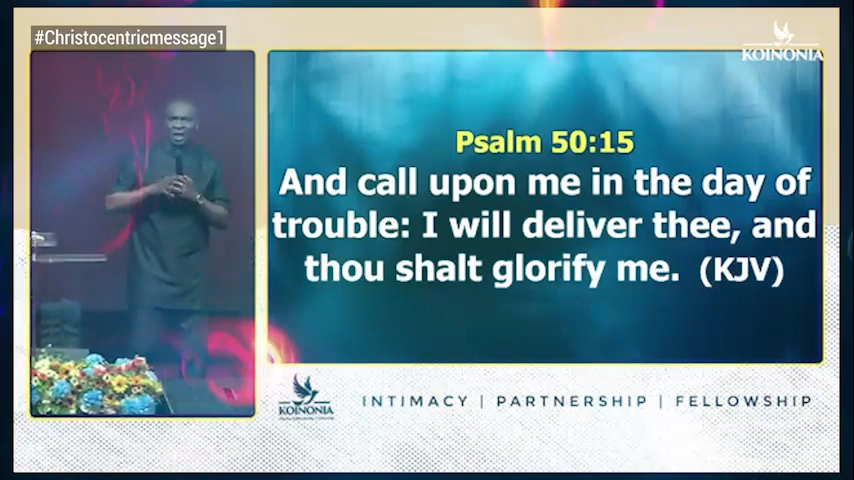 #Christocentricmessage1
KOINONIA
Psalm 50:15
And call upon me in the day of
trouble: I will deliver thee, and
thou shalt glorify me. (KJV)
KOINONIA
INTIMACY | PARTNERSHIP | FELLOWSHIP